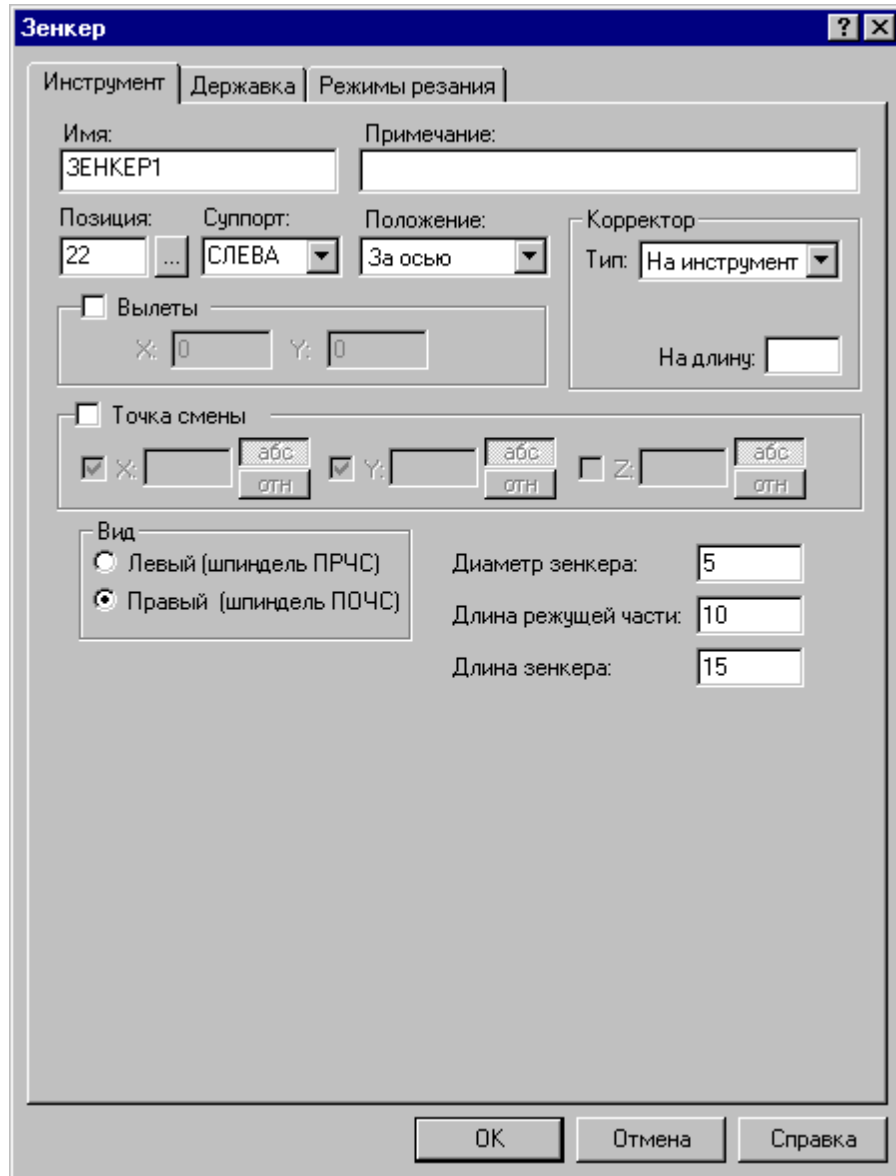 Зенкер
Инструмент Державка Режимы резания
Имя: Примечание:
ЗЕНКЕР1
Позиция: Суппорт: Положение: Корректор
22 ... СЛЕВА За осью Тип: На инструмент
Вылеты
X: 0 Y: 0 На длину:
Точка смены
X: абс Y: абс Z: абс
отн отн отн
Вид
Левый (шпиндель ПРЧС) Диаметр зенкера: 5
Правый (шпиндель ПОЧС) Длина режущей части: 10
Длина зенкера: 15
OK Отмена Справка